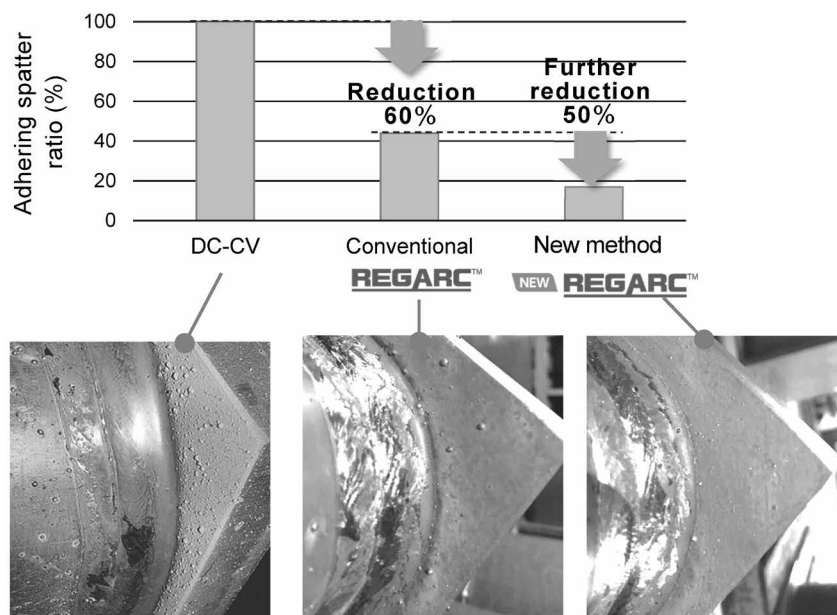 Adhering spatter
ratio (%)
100
80
60
40
20
0
Reduction
60%
Further
reduction
50%
DC-CV
Conventional
REGARC™
New method
NEW REGARC™